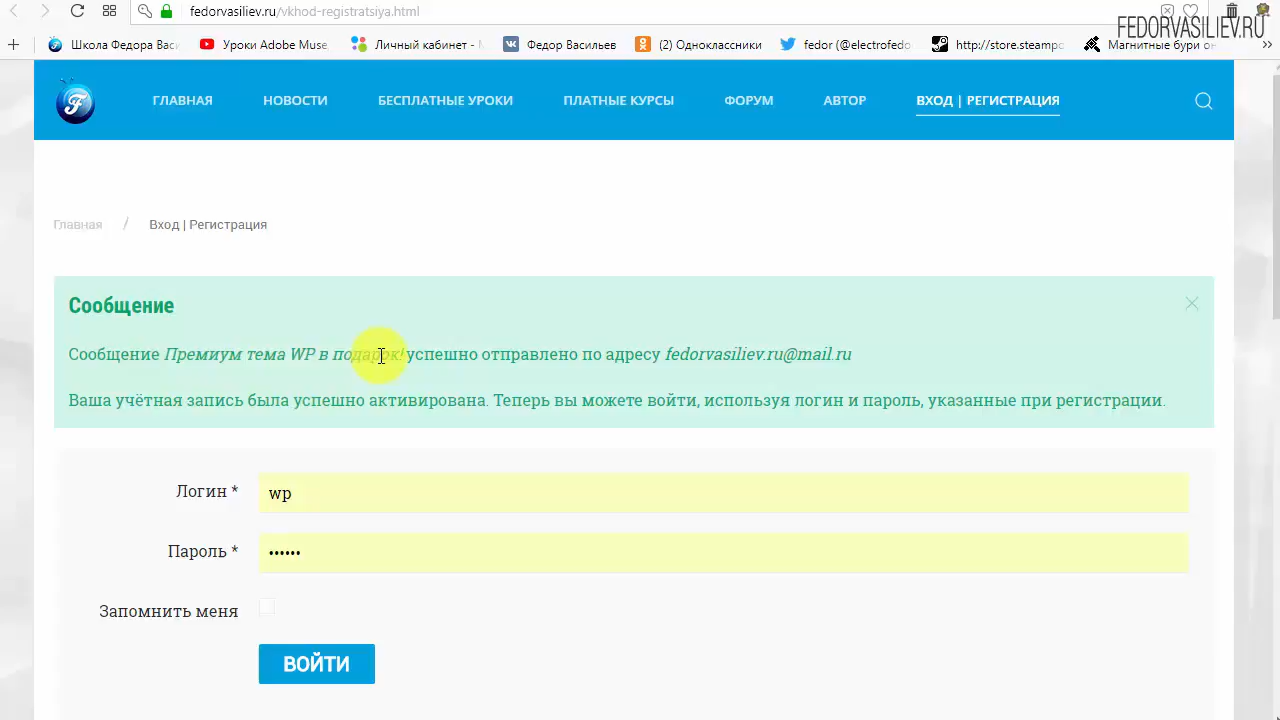 fedorvasiliev.ru/vkhod-registratsiya.html
FEDORVASILIEV.RU
Школа Федора Васи
Уроки Adobe Muse,
Личный кабинет -
Федор Васильев
(2) Одноклассники
fedor (@electrofedo
http://store.steampo
Магнитные бури он
ГЛАВНАЯ
НОВОСТИ
БЕСПЛАТНЫЕ УРОКИ
ПЛАТНЫЕ КУРСЫ
ФОРУМ
АВТОР
ВХОД | РЕГИСТРАЦИЯ
Главная / Вход | Регистрация
Сообщение
Сообщение Премиум тема WP в подарок! успешно отправлено по адресу fedorvasiliev.ru@mail.ru
Ваша учётная запись была успешно активирована. Теперь вы можете войти, используя логин и пароль, указанные при регистрации.
Логин *
wp
Пароль *
••••••
Запомнить меня
ВОЙТИ